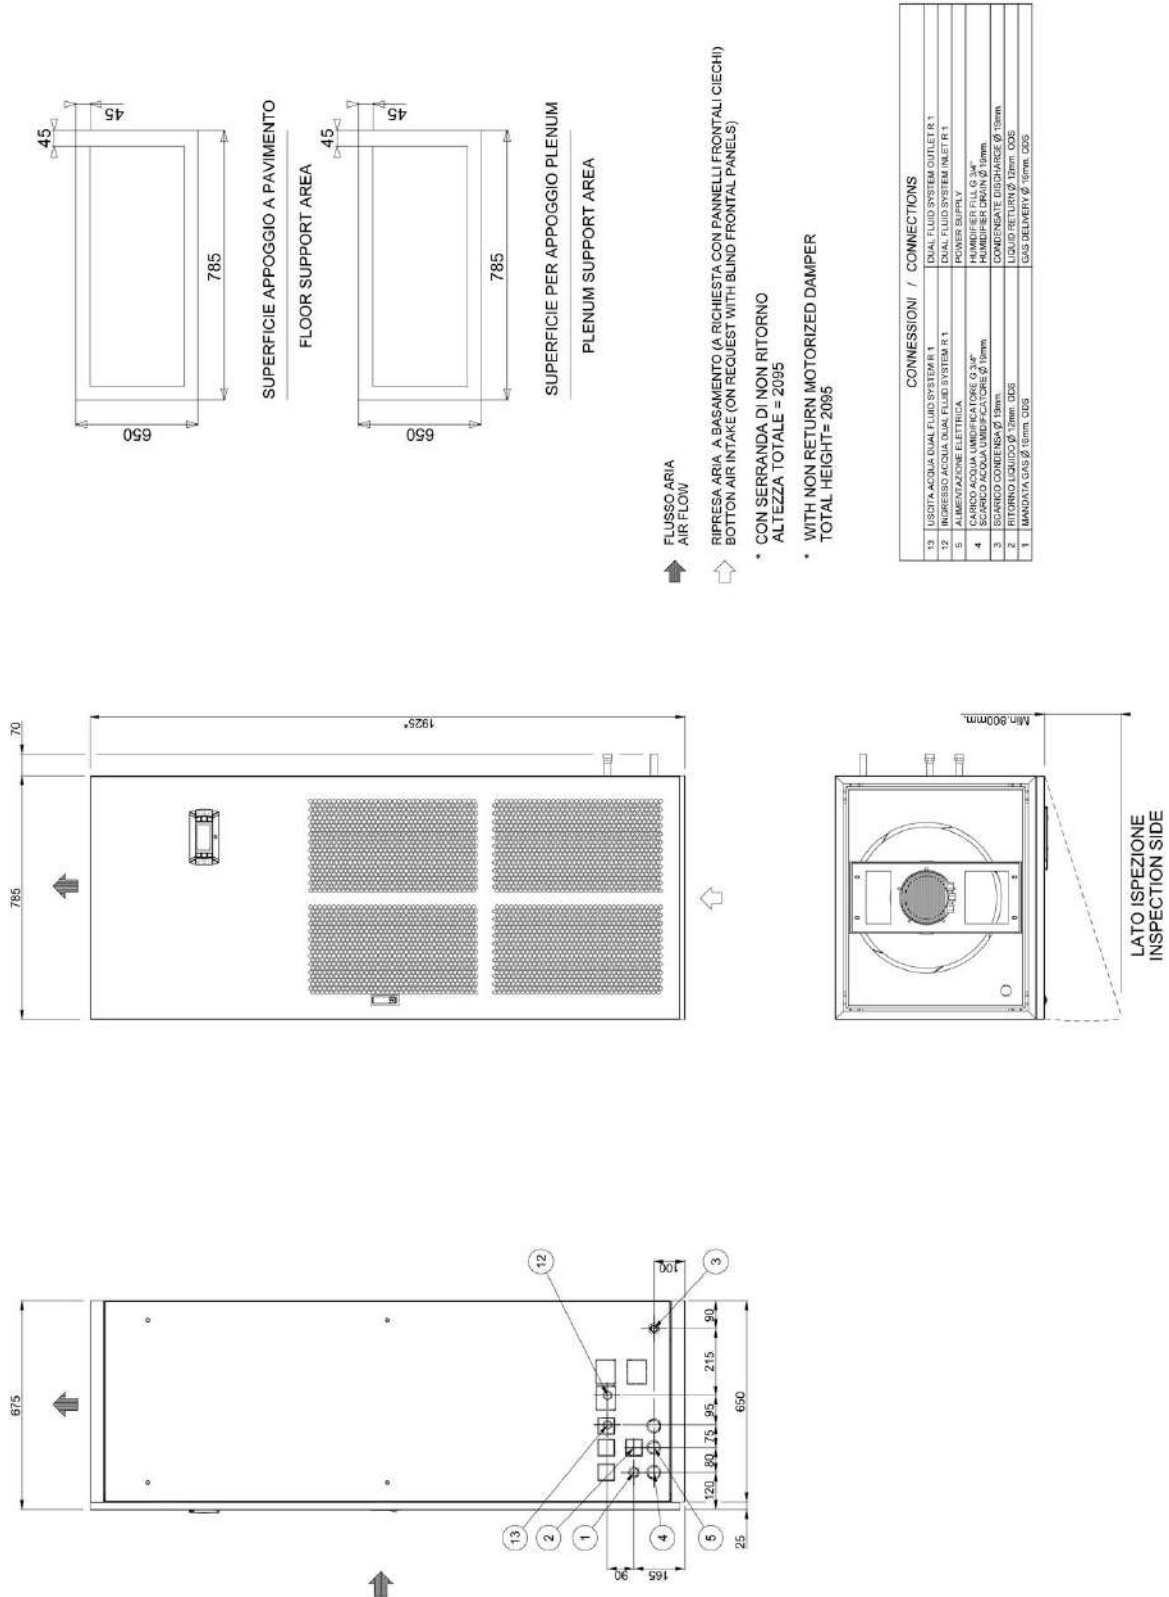 675
25
120
80
75
95
215
90
650
100
90
165
13
2
1
4
5
12
3
785
70
1925*
Min.800mm.
LATO ISPEZIONE
INSPECTION SIDE
45
45
650
785
SUPERFICIE APPOGGIO A PAVIMENTO
FLOOR SUPPORT AREA
45
45
650
785
SUPERFICIE PER APPOGGIO PLENUM
PLENUM SUPPORT AREA
FLUSSO ARIA
AIR FLOW
RIPRESA ARIA A BASAMENTO (A RICHIESTA CON PANNELLI FRONTALI CIECHI)
BOTTON AIR INTAKE (ON REQUEST WITH BLIND FRONTAL PANELS)
* CON SERRANDA DI NON RITORNO
ALTEZZA TOTALE = 2095
* WITH NON RETURN MOTORIZED DAMPER
TOTAL HEIGHT= 2095
CONNESSIONI / CONNECTIONS
13 USCITA ACQUA DUAL FLUID SYSTEM R 1 DUAL FLUID SYSTEM OUTLET R 1
12 INGRESSO ACQUA DUAL FLUID SYSTEM R 1 DUAL FLUID SYSTEM INLET R 1
5 ALIMENTAZIONE ELETTRICA POWER SUPPLY
4 CARICO ACQUA UMIDIFICATORE G 3/4" HUMIDIFIER FILL G 3/4"
SCARICO ACQUA UMIDIFICATORE Ø 19mm. HUMIDIFIER DRAIN Ø 19mm.
3 SCARICO CONDENSA Ø 19mm. CONDENSATE DISCHARGE Ø 19mm.
2 RITORNO LIQUIDO Ø 12mm. ODS LIQUID RETURN Ø 12mm. ODS
1 MANDATA GAS Ø 16mm. ODS GAS DELIVERY Ø 16mm. ODS